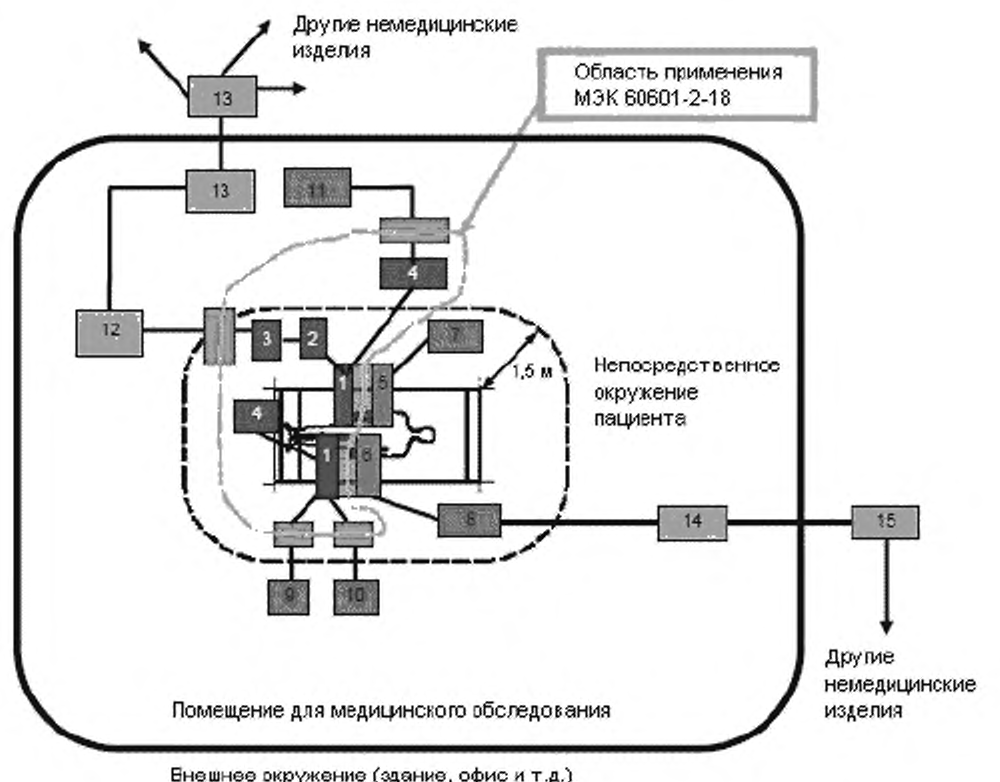 Другие немедицинские
изделия
Область применения
МЭК 60601-2-18
13
13
11
4
12
3
2
7
1
5
1,5 м
Непосредственное
окружение
пациента
4
1
6
8
14
15
9
10
Другие
немедицинские
изделия
Помещение для медицинского обследования
Внешнее окружение (здание, офис и т.д.)